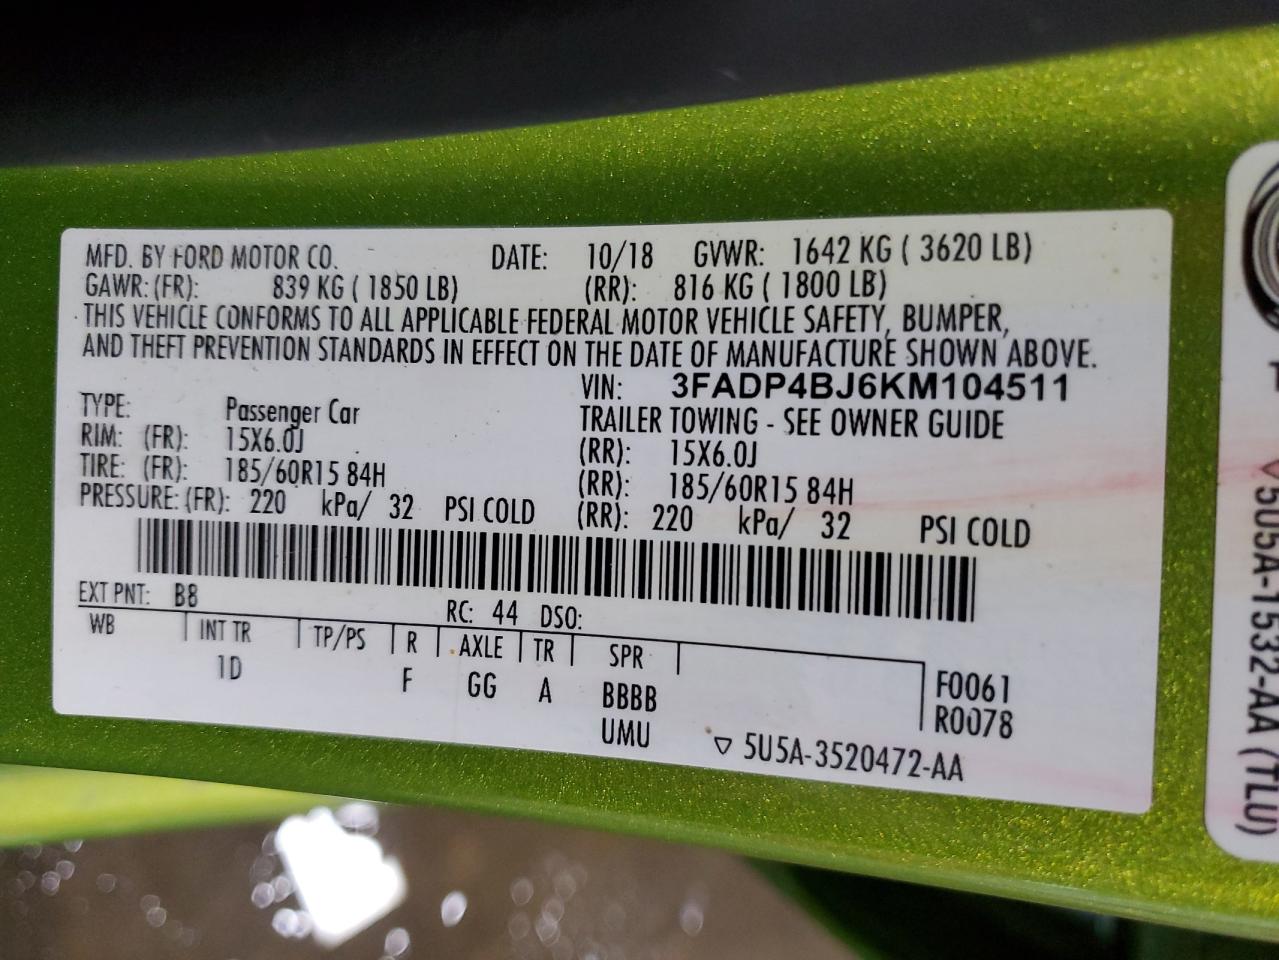 MFD. BY FORD MOTOR CO. DATE: 10/18 GVWR: 1642 KG ( 3620 LB)
GAWR: (FR): 839 KG ( 1850 LB) (RR): 816 KG ( 1800 LB)
THIS VEHICLE CONFORMS TO ALL APPLICABLE FEDERAL MOTOR VEHICLE SAFETY, BUMPER,
AND THEFT PREVENTION STANDARDS IN EFFECT ON THE DATE OF MANUFACTURE SHOWN ABOVE.
VIN: 3FADP4BJ6KM104511
TYPE: Passenger Car TRAILER TOWING - SEE OWNER GUIDE
RIM: (FR): 15X6.0J (RR): 15X6.0J
TIRE: (FR): 185/60R15 84H (RR): 185/60R15 84H
PRESSURE: (FR): 220 kPa/ 32 PSI COLD (RR): 220 kPa/ 32 PSI COLD
EXT PNT: B8 RC: 44 DSO:
WB INT TR TP/PS R AXLE TR SPR
1D F GG A BBBB F0061
UMU R0078
▽ 5U5A-3520472-AA
5U5A-1532-AA (TLU)